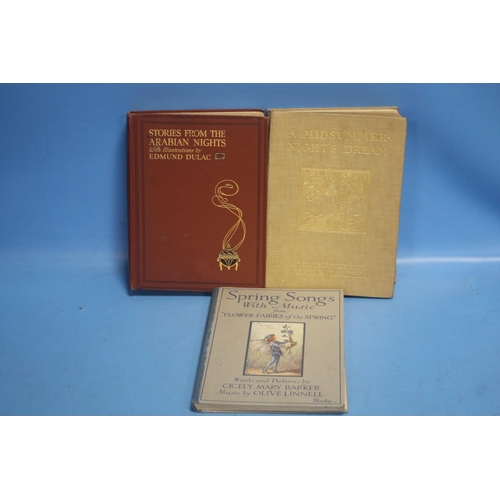 STORIES FROM THE
ARABIAN NIGHTS
With Illustrations by
EDMUND DULAC
A MIDSUMMER-
NIGHT'S DREAM
Spring Songs
With Music
from
"FLOWER FAIRIES of the SPRING"
Words and Pictures by
CICELY MARY BARKER
Music by OLIVE LINNELL